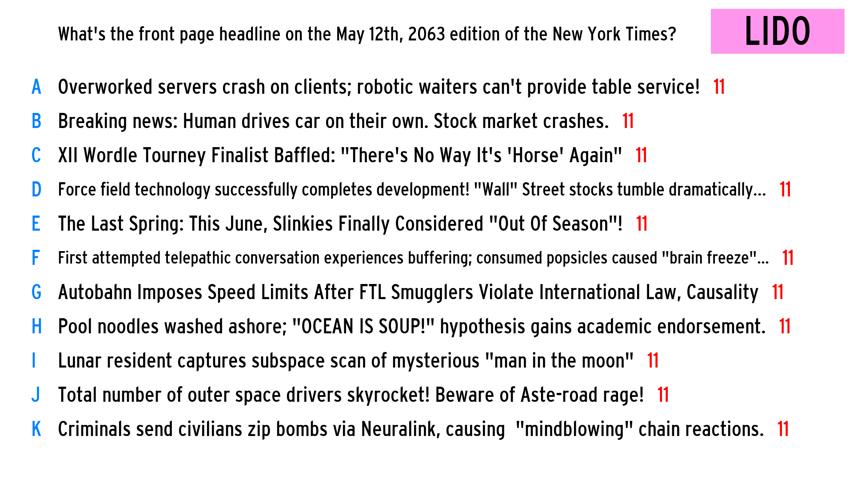 What's the front page headline on the May 12th, 2063 edition of the New York Times? LIDO
A Overworked servers crash on clients; robotic waiters can't provide table service! 11
B Breaking news: Human drives car on their own. Stock market crashes. 11
C XII Wordle Tourney Finalist Baffled: "There's No Way It's 'Horse' Again" 11
D Force field technology successfully completes development! "Wall" Street stocks tumble dramatically... 11
E The Last Spring: This June, Slinkies Finally Considered "Out Of Season"! 11
F First attempted telepathic conversation experiences buffering; consumed popsicles caused "brain freeze"... 11
G Autobahn Imposes Speed Limits After FTL Smugglers Violate International Law, Causality 11
H Pool noodles washed ashore; "OCEAN IS SOUP!" hypothesis gains academic endorsement. 11
I Lunar resident captures subspace scan of mysterious "man in the moon" 11
J Total number of outer space drivers skyrocket! Beware of Aste-road rage! 11
K Criminals send civilians zip bombs via Neuralink, causing "mindblowing" chain reactions. 11